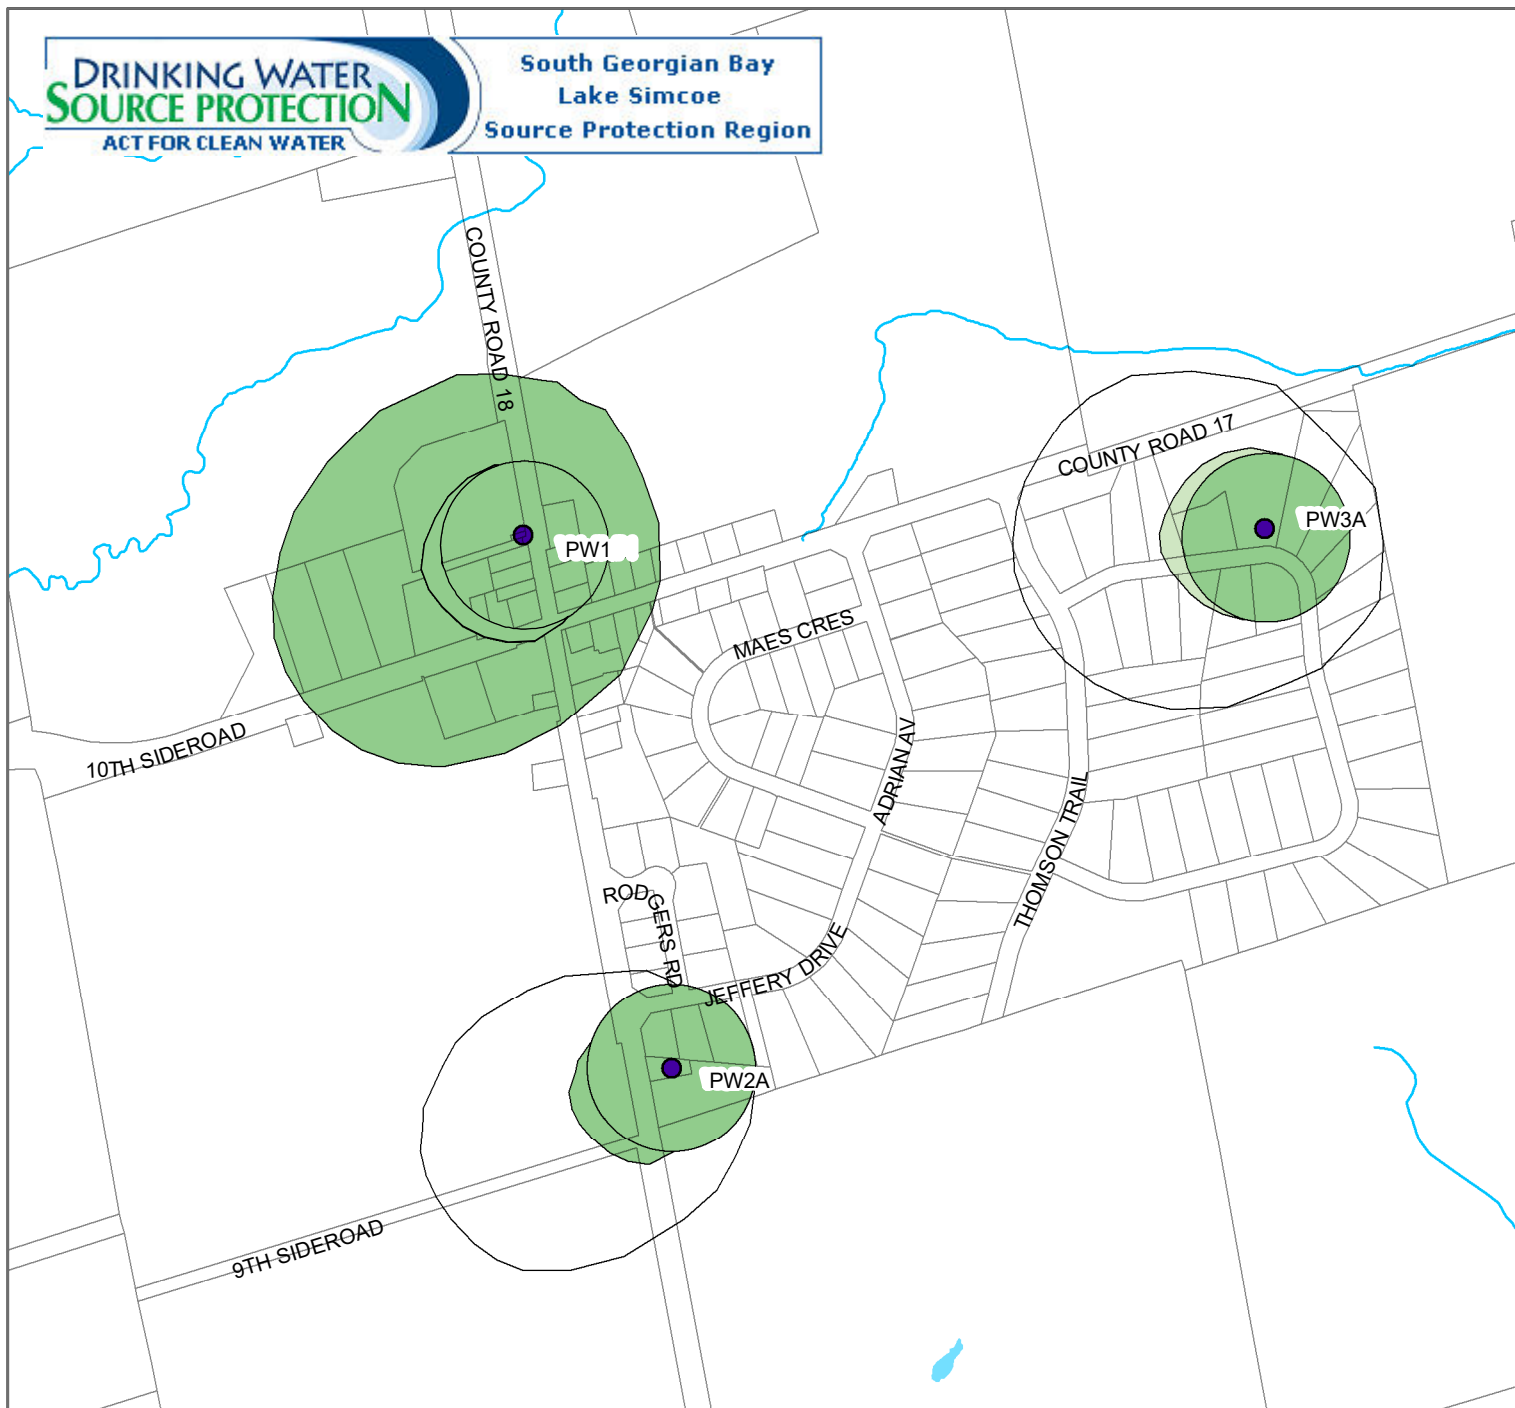 DRINKING WATER
SOURCE PROTECTION
ACT FOR CLEAN WATER
South Georgian Bay
Lake Simcoe
Source Protection Region
COUNTY ROAD 18
COUNTY ROAD 17
PW3A
PW1
MAES CRES
10TH SIDEROAD
ADRIAN AV
THOMSON TRAIL
RODGERS RD
JEFFERY DRIVE
PW2A
9TH SIDEROAD